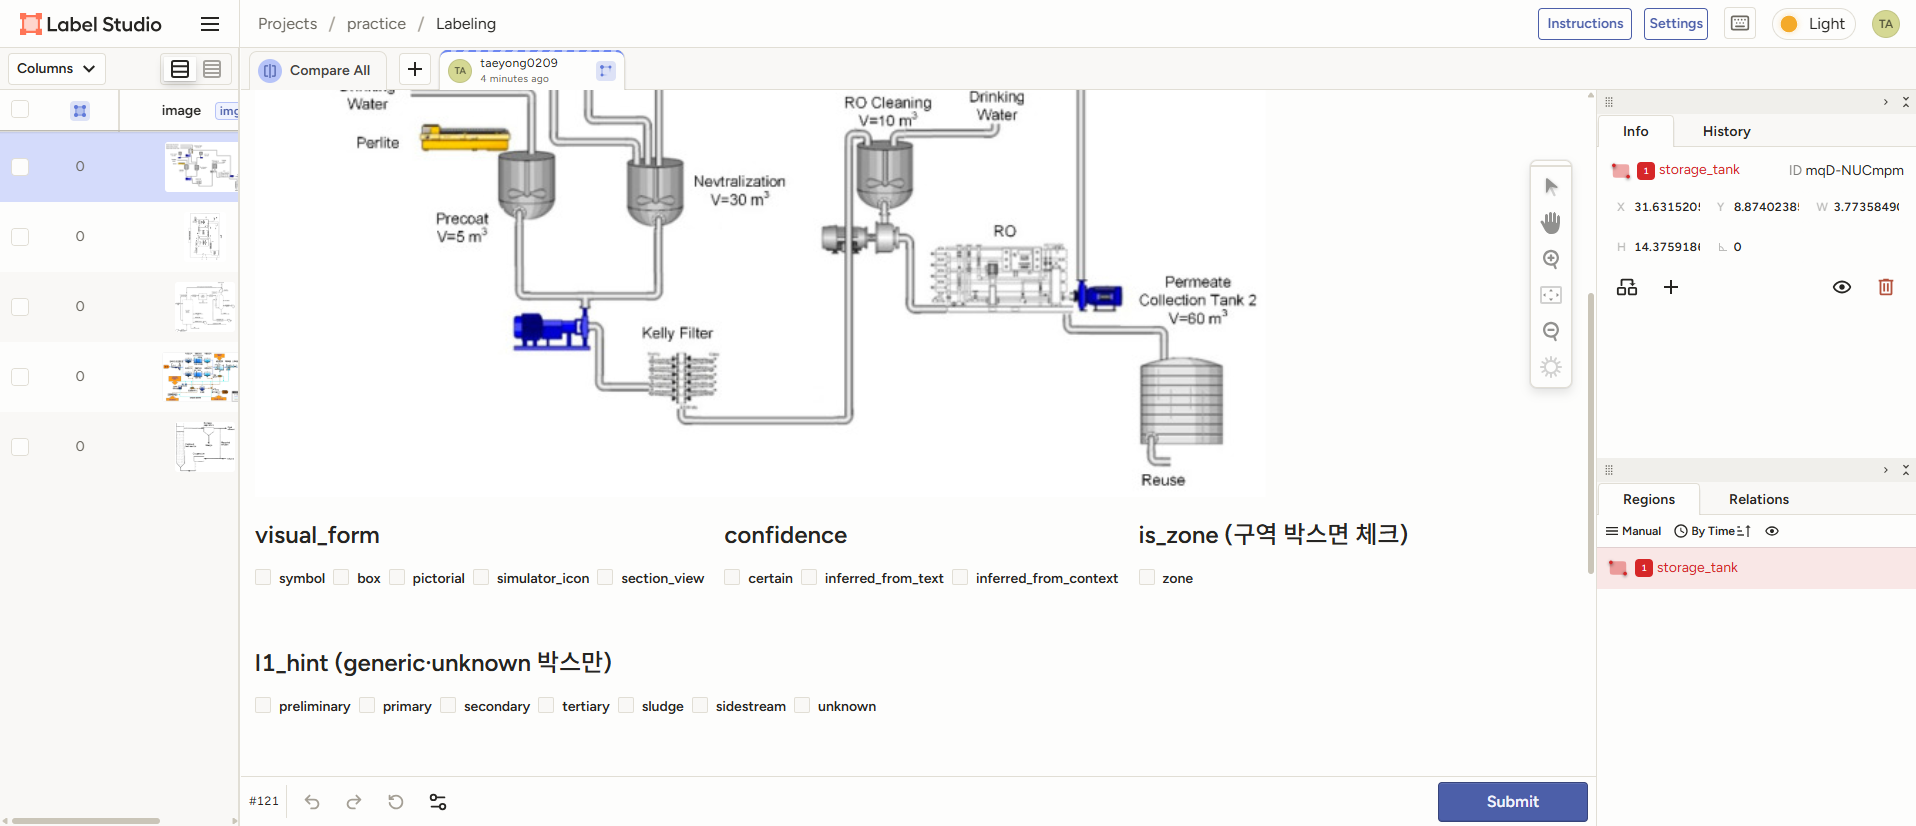 Label Studio
Projects / practice / Labeling
Instructions
Settings
Light
TA
Columns
Compare All
TA
taeyong0209
4 minutes ago
image
img
0
0
0
0
0
Water
Perlite
Precoat
V=5 m³
Nevtralization
V=30 m³
Kelly Filter
RO Cleaning
V=10 m³
Drinking
Water
RO
Permeate
Collection Tank 2
V=60 m³
Reuse
visual_form
symbol box pictorial simulator_icon section_view
confidence
certain inferred_from_text inferred_from_context
is_zone (구역 박스면 체크)
zone
l1_hint (generic·unknown 박스만)
preliminary primary secondary tertiary sludge sidestream unknown
#121
Submit
Info
History
1 storage_tank
ID mqD-NUCmpm
X 31.631520 Y 8.8740238 W 3.7735849
H 14.3759186 0
Regions
Relations
Manual
By Time
1 storage_tank